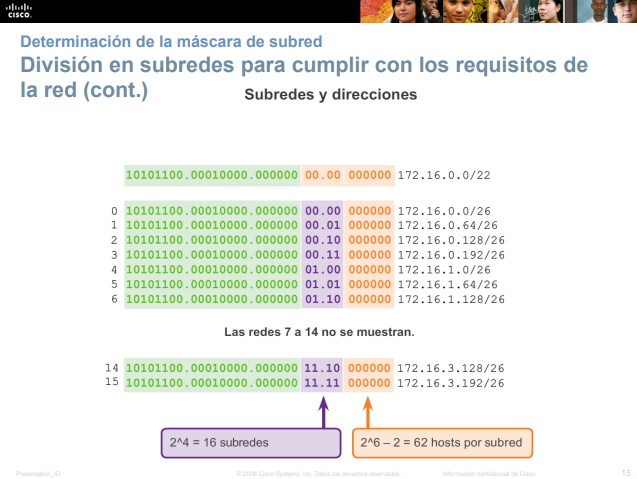 CISCO.
Determinación de la máscara de subred
División en subredes para cumplir con los requisitos de
la red (cont.)
Subredes y direcciones
10101100.00010000.000000 00.00 000000 172.16.0.0/22
0 10101100.00010000.000000 00.00 000000 172.16.0.0/26
1 10101100.00010000.000000 00.01 000000 172.16.0.64/26
2 10101100.00010000.000000 00.10 000000 172.16.0.128/26
3 10101100.00010000.000000 00.11 000000 172.16.0.192/26
4 10101100.00010000.000000 01.00 000000 172.16.1.0/26
5 10101100.00010000.000000 01.01 000000 172.16.1.64/26
6 10101100.00010000.000000 01.10 000000 172.16.1.128/26
Las redes 7 a 14 no se muestran.
14 10101100.00010000.000000 11.10 000000 172.16.3.128/26
15 10101100.00010000.000000 11.11 000000 172.16.3.192/26
2^4 = 16 subredes
2^6 – 2 = 62 hosts por subred
Presentation_ID
© 2008 Cisco Systems, Inc. Todos los derechos reservados.
Información confidencial de Cisco
15